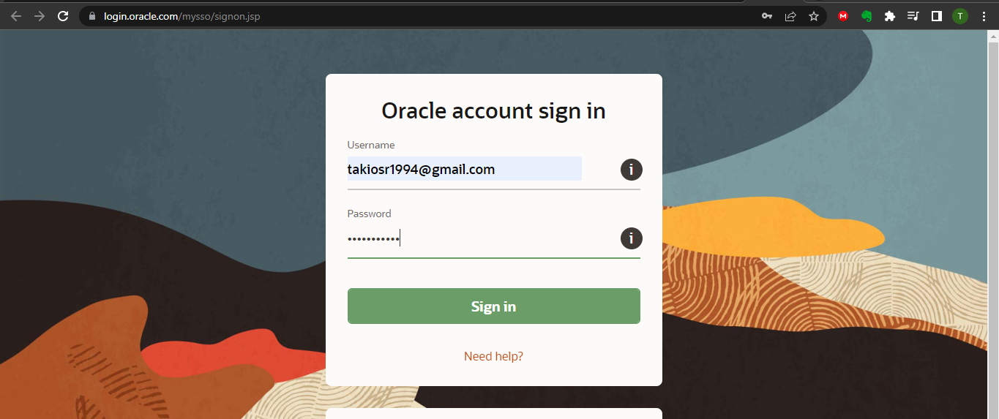 login.oracle.com/mysso/signon.jsp
M
T
Oracle account sign in
Username
takiosr1994@gmail.com
i
Password
•••••••••••
i
Sign in
Need help?